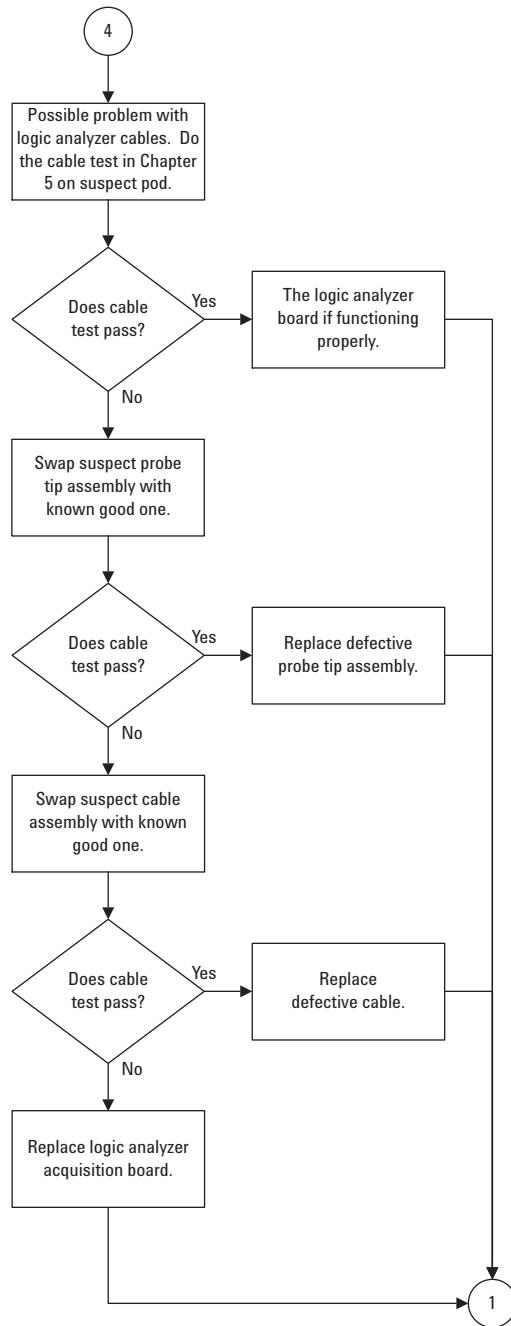 4
Possible problem with
logic analyzer cables. Do
the cable test in Chapter
5 on suspect pod.
Does cable
test pass?
Yes
The logic analyzer
board if functioning
properly.
No
Swap suspect probe
tip assembly with
known good one.
Does cable
test pass?
Yes
Replace defective
probe tip assembly.
No
Swap suspect cable
assembly with known
good one.
Does cable
test pass?
Yes
Replace
defective cable.
No
Replace logic analyzer
acquisition board.
1